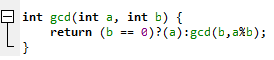 int gcd(int a, int b) {
return (b == 0)?(a):gcd(b,a%b);
}